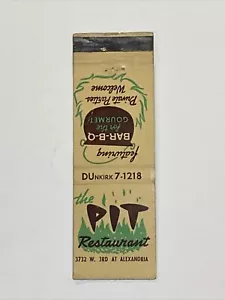 Private Parties
Welcome
BAR-B-Q
For The
GOURMET
featuring
DUNKIRK 7-1218
the
PIT
Restaurant
3732 W. 3RD AT ALEXANDRIA